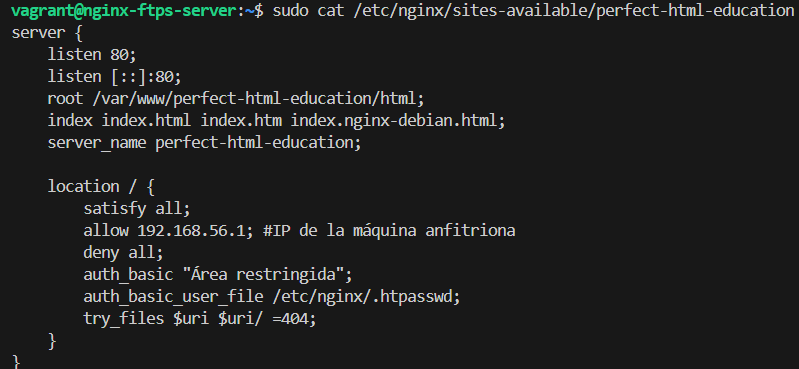 vagrant@nginx-ftps-server:~$ sudo cat /etc/nginx/sites-available/perfect-html-education
server {
    listen 80;
    listen [::]:80;
    root /var/www/perfect-html-education/html;
    index index.html index.htm index.nginx-debian.html;
    server_name perfect-html-education;

    location / {
        satisfy all;
        allow 192.168.56.1; #IP de la máquina anfitriona
        deny all;
        auth_basic "Área restringida";
        auth_basic_user_file /etc/nginx/.htpasswd;
        try_files $uri $uri/ =404;
    }
}